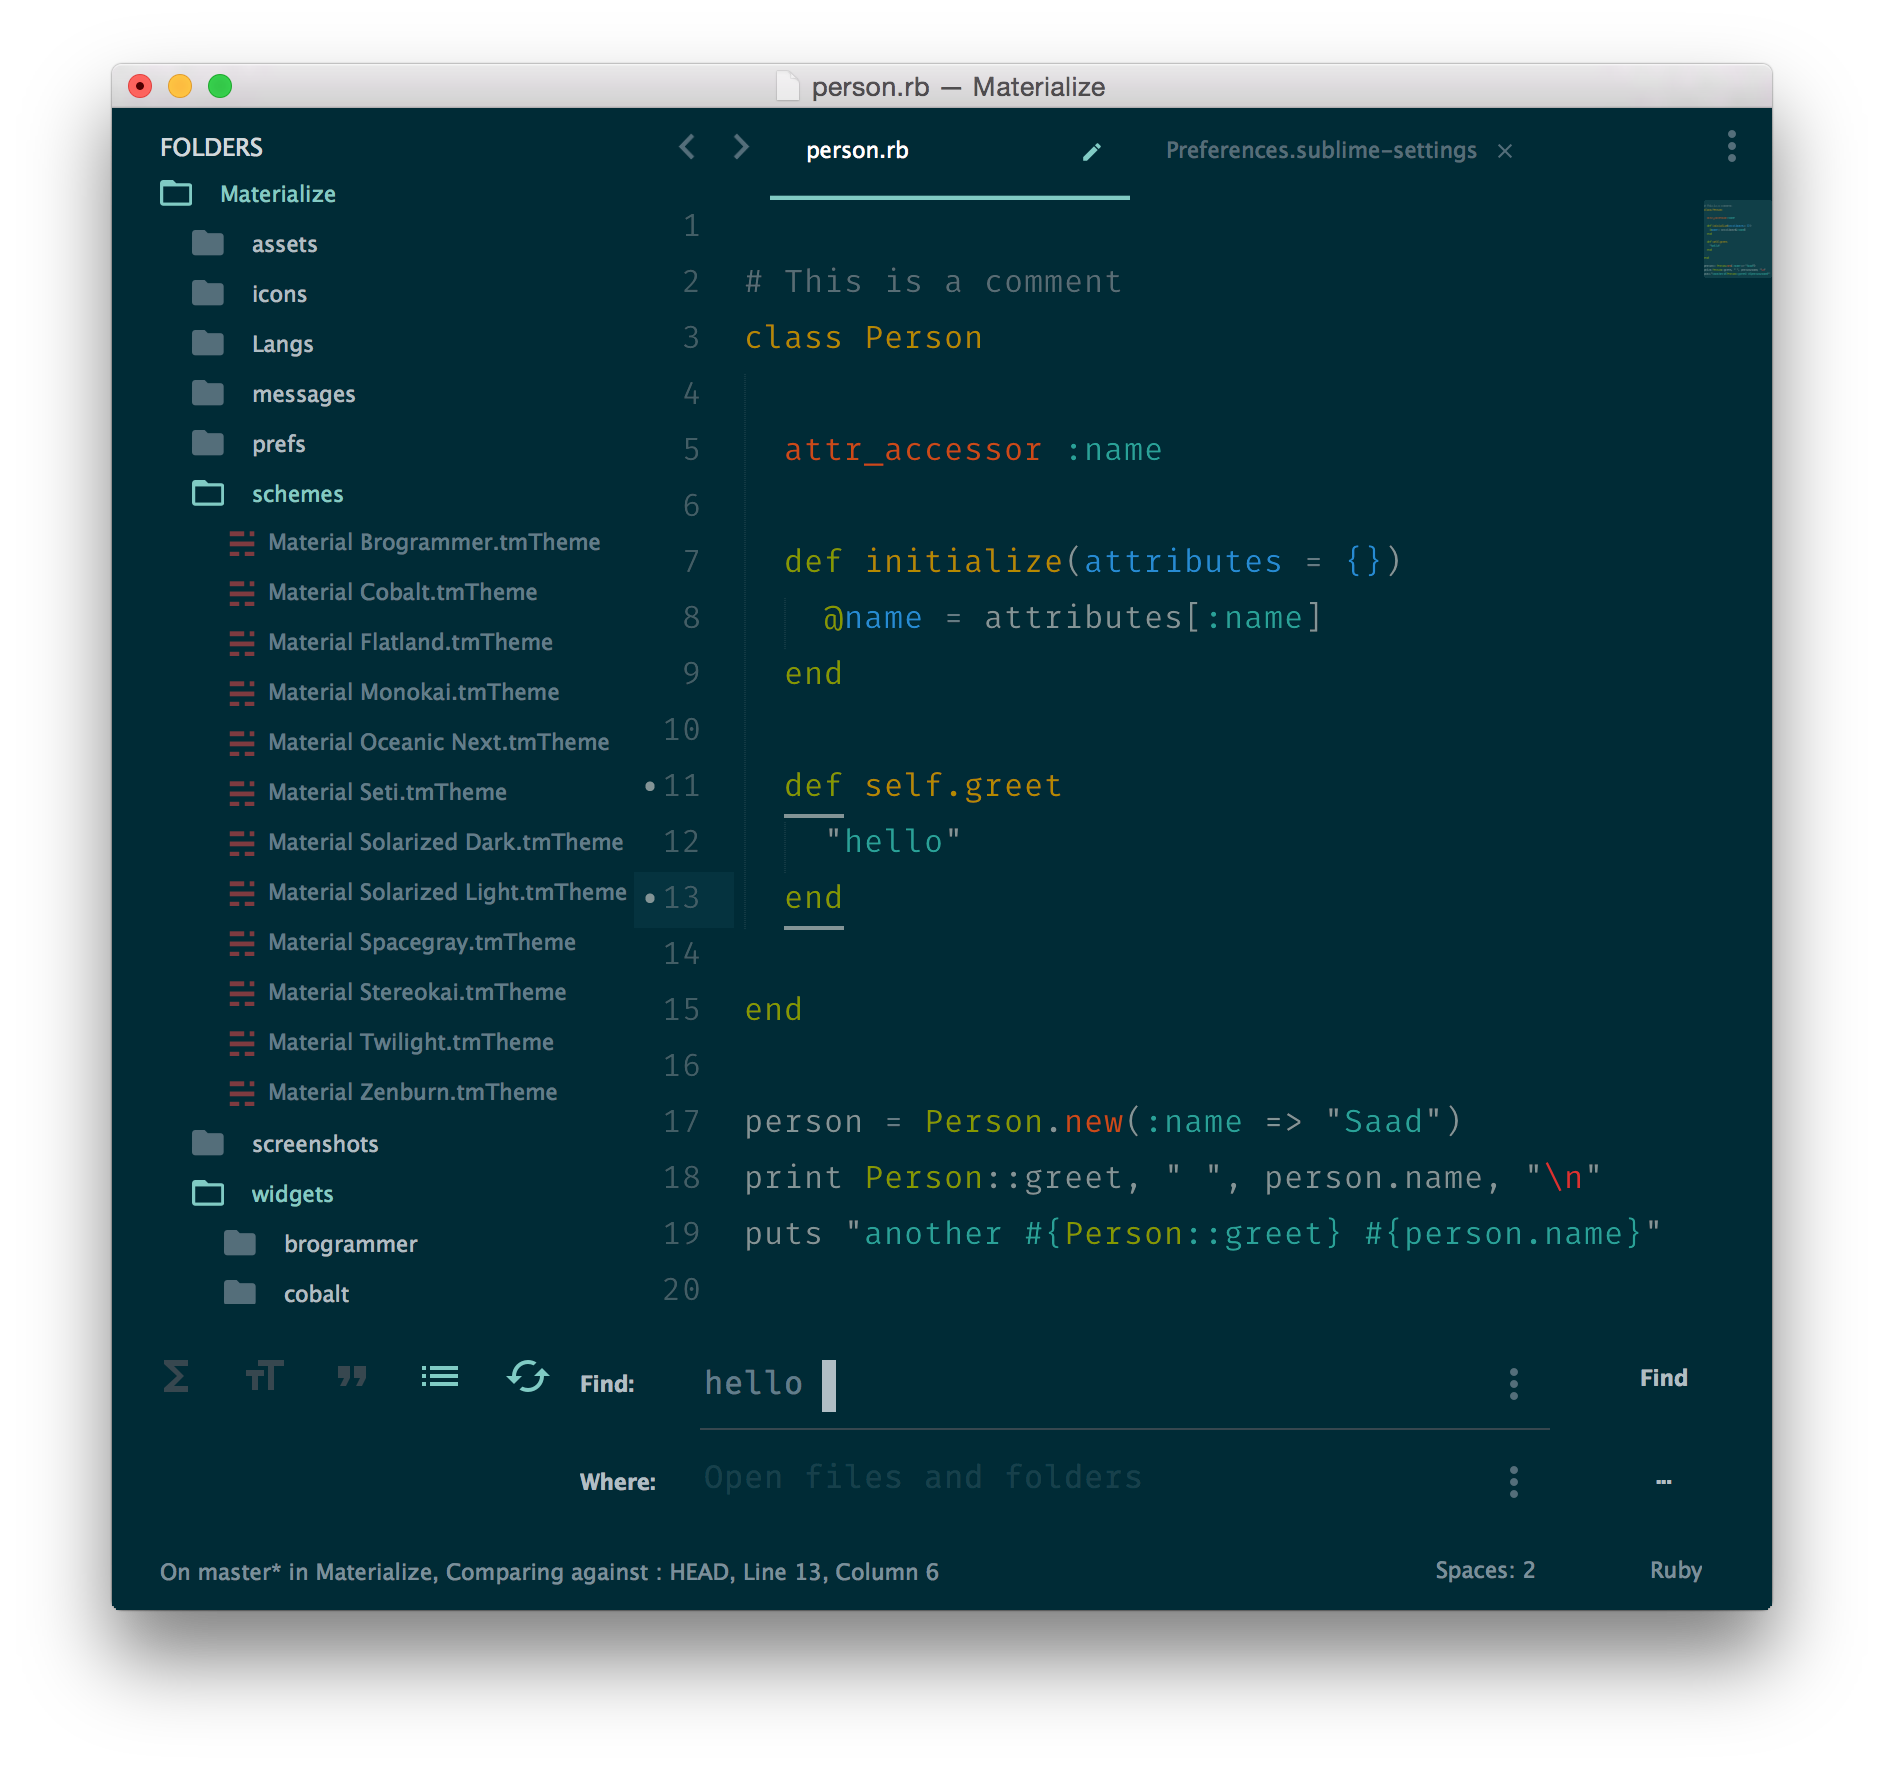 person.rb — Materialize
FOLDERS
Materialize
assets
icons
Langs
messages
prefs
schemes
Material Brogrammer.tmTheme
Material Cobalt.tmTheme
Material Flatland.tmTheme
Material Monokai.tmTheme
Material Oceanic Next.tmTheme
Material Seti.tmTheme
Material Solarized Dark.tmTheme
Material Solarized Light.tmTheme
Material Spacegray.tmTheme
Material Stereokai.tmTheme
Material Twilight.tmTheme
Material Zenburn.tmTheme
screenshots
widgets
brogrammer
cobalt
person.rb
Preferences.sublime-settings ×
1
2 # This is a comment
3 class Person
4
5 attr_accessor :name
6
7 def initialize(attributes = {})
8 @name = attributes[:name]
9 end
10
11 def self.greet
12 "hello"
13 end
14
15 end
16
17 person = Person.new(:name => "Saad")
18 print Person::greet, " ", person.name, "\n"
19 puts "another #{Person::greet} #{person.name}"
20
Find: hello
Find
Where: Open files and folders
...
On master* in Materialize, Comparing against : HEAD, Line 13, Column 6
Spaces: 2
Ruby